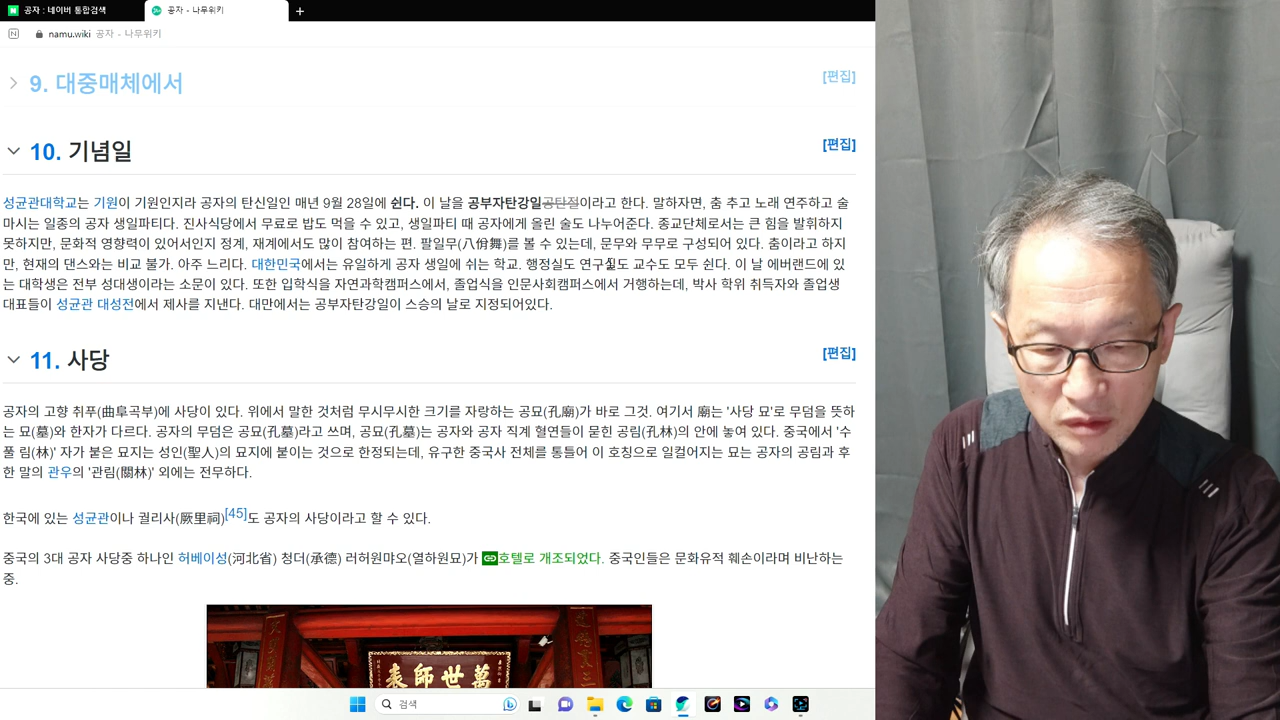 공자 : 네이버 통합검색
공자 - 나무위키
namu.wiki 공자 - 나무위키
9. 대중매체에서 [편집]
10. 기념일 [편집]
성균관대학교는 기원이 기원인지라 공자의 탄신일인 매년 9월 28일에 쉰다. 이 날을 공부자탄강일공탄절이라고 한다. 말하자면, 춤 추고 노래 연주하고 술
마시는 일종의 공자 생일파티다. 진사식당에서 무료로 밥도 먹을 수 있고, 생일파티 때 공자에게 올린 술도 나누어준다. 종교단체로서는 큰 힘을 발휘하지
못하지만, 문화적 영향력이 있어서인지 정계, 재계에서도 많이 참여하는 편. 팔일무(八佾舞)를 볼 수 있는데, 문무와 무무로 구성되어 있다. 춤이라고 하지
만, 현재의 댄스와는 비교 불가. 아주 느리다. 대한민국에서는 유일하게 공자 생일에 쉬는 학교. 행정실도 연구실도 교수도 모두 쉰다. 이 날 에버랜드에 있
는 대학생은 전부 성대생이라는 소문이 있다. 또한 입학식을 자연과학캠퍼스에서, 졸업식을 인문사회캠퍼스에서 거행하는데, 박사 학위 취득자와 졸업생
대표들이 성균관 대성전에서 제사를 지낸다. 대만에서는 공부자탄강일이 스승의 날로 지정되어있다.
11. 사당 [편집]
공자의 고향 취푸(曲阜곡부)에 사당이 있다. 위에서 말한 것처럼 무시무시한 크기를 자랑하는 공묘(孔廟)가 바로 그것. 여기서 廟는 '사당 묘'로 무덤을 뜻하
는 묘(墓)와 한자가 다르다. 공자의 무덤은 공묘(孔墓)라고 쓰며, 공묘(孔墓)는 공자와 공자 직계 혈연들이 묻힌 공림(孔林)의 안에 놓여 있다. 중국에서 '수
풀 림(林)' 자가 붙은 묘지는 성인(聖人)의 묘지에 붙이는 것으로 한정되는데, 유구한 중국사 전체를 통틀어 이 호칭으로 일컬어지는 묘는 공자의 공림과 후
한 말의 관우의 '관림(關林)' 외에는 전무하다.
한국에 있는 성균관이나 궐리사(厥里祠)[45]도 공자의 사당이라고 할 수 있다.
중국의 3대 공자 사당중 하나인 허베이성(河北省) 청더(承德) 러허원먀오(열하원묘)가 호텔로 개조되었다. 중국인들은 문화유적 훼손이라며 비난하는
중.
表師世萬
검색